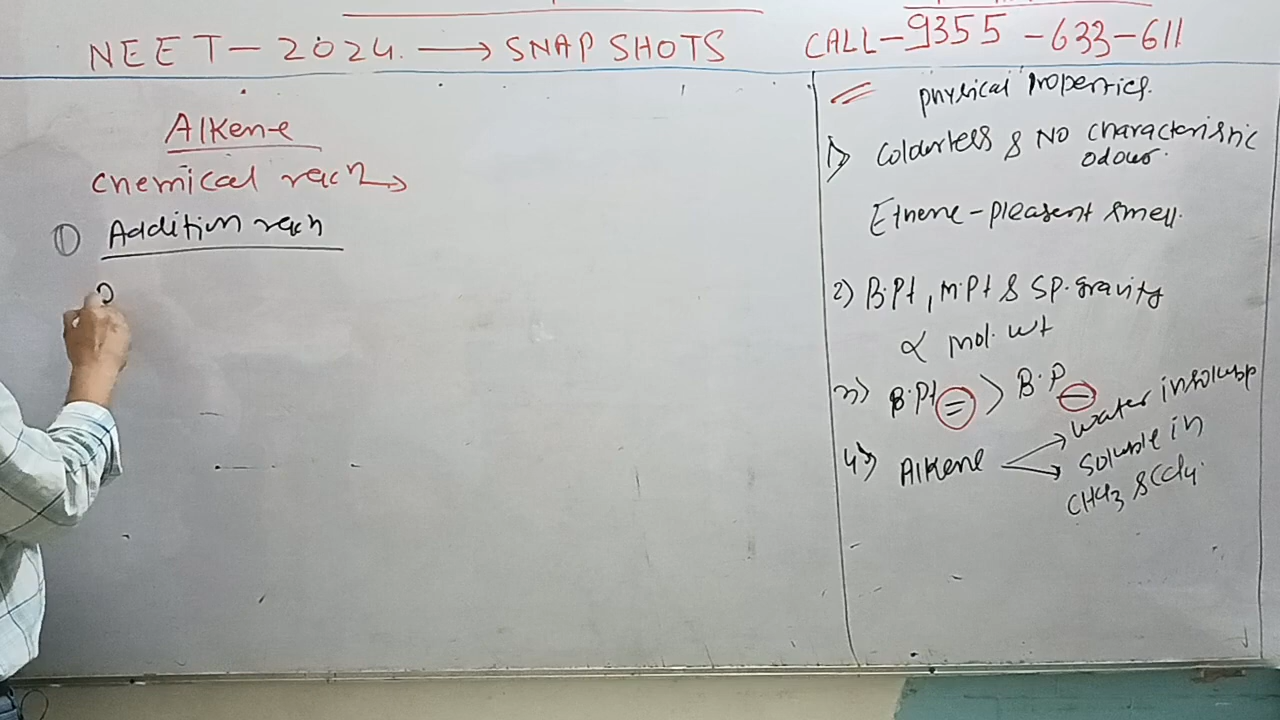 NEET - 2024. → SNAP SHOTS
CALL - 9355 - 633 - 611
Alkene
chemical reacn →
① Addition reacn
physical properties.
1) Colourless & NO characteristic
odour.
Ethene - pleasent smell.
2) B.Pt, M.Pt & SP. gravity
∝ mol. wt
3) B.Pt = > B.P -
4) Alkene → water insoluble
→ soluble in
CHCl3 & CCl4.